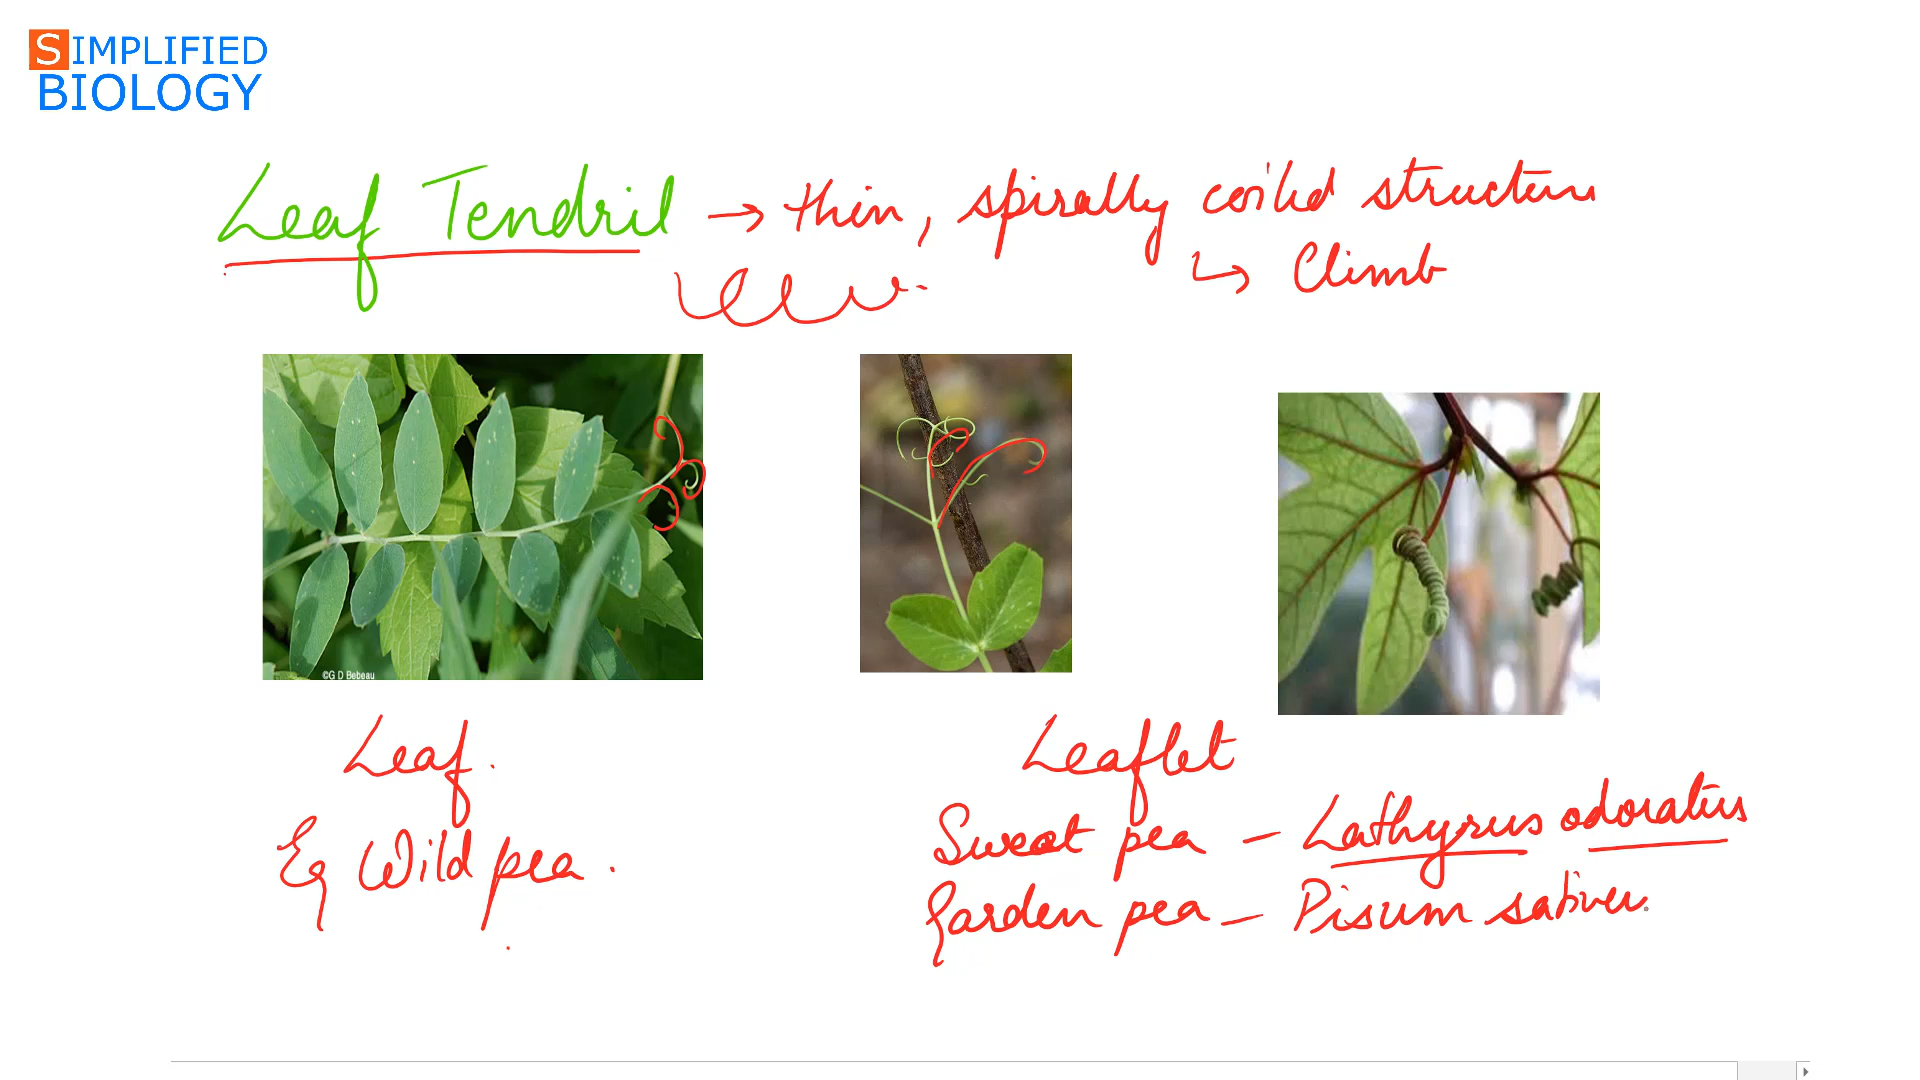 SIMPLIFIED
BIOLOGY
Leaf Tendril → thin, spirally coiled structure
↳ Climb
©G D Bebeau
Leaf.
Eg Wild pea.
Leaflet
Sweet pea – Lathyrus odoratus
Garden pea – Pisum